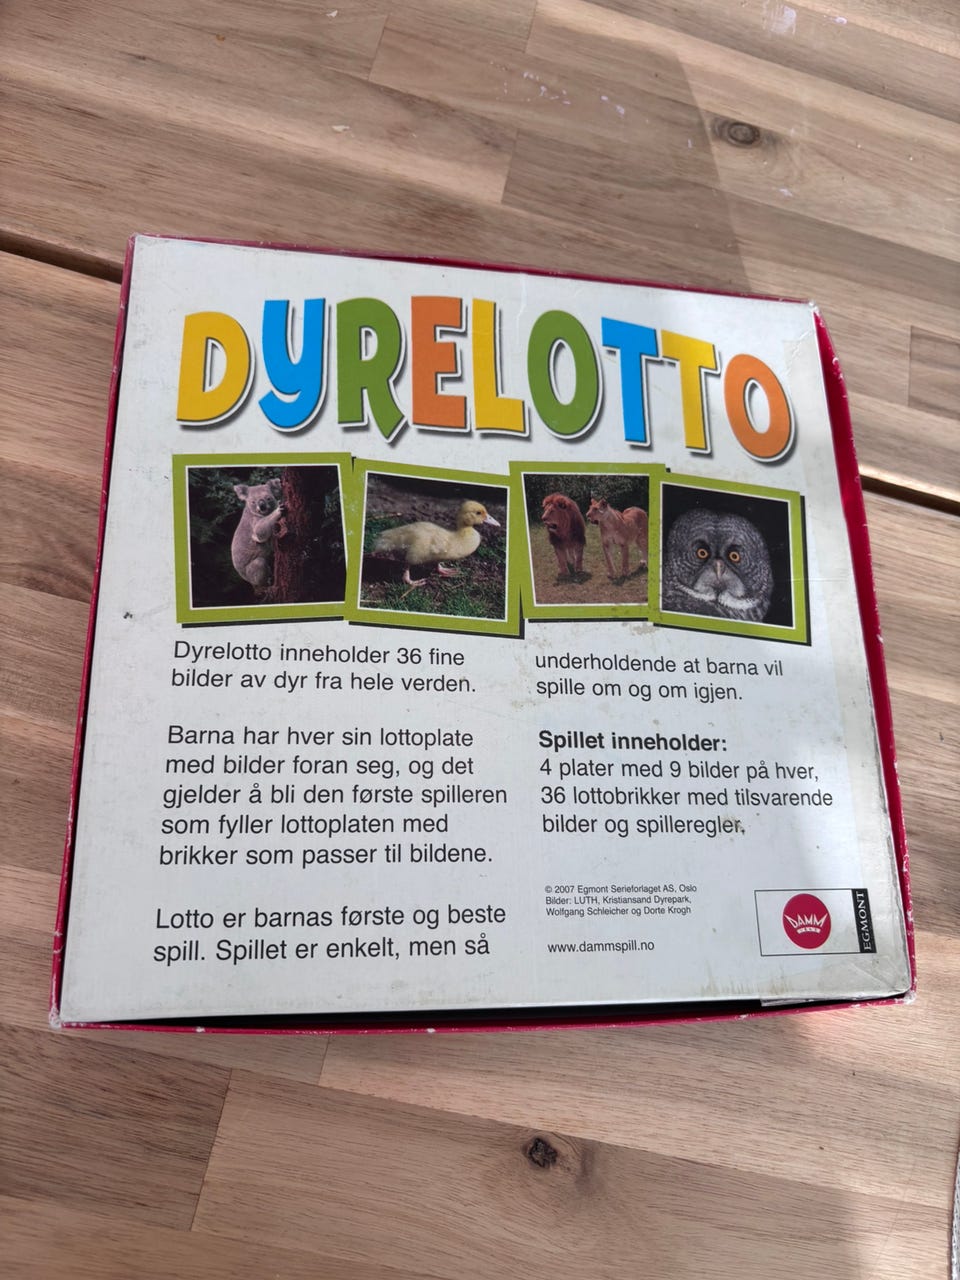 DYRELOTTO
Dyrelotto inneholder 36 fine
bilder av dyr fra hele verden.
Barna har hver sin lottoplate
med bilder foran seg, og det
gjelder å bli den første spilleren
som fyller lottoplaten med
brikker som passer til bildene.
Lotto er barnas første og beste
spill. Spillet er enkelt, men så
underholdende at barna vil
spille om og om igjen.
Spillet inneholder:
4 plater med 9 bilder på hver,
36 lottobrikker med tilsvarende
bilder og spilleregler.
© 2007 Egmont Serieforlaget AS, Oslo
Bilder: LUTH, Kristiansand Dyrepark,
Wolfgang Schleicher og Dorte Krogh
www.dammspill.no
DAMM
EGMONT